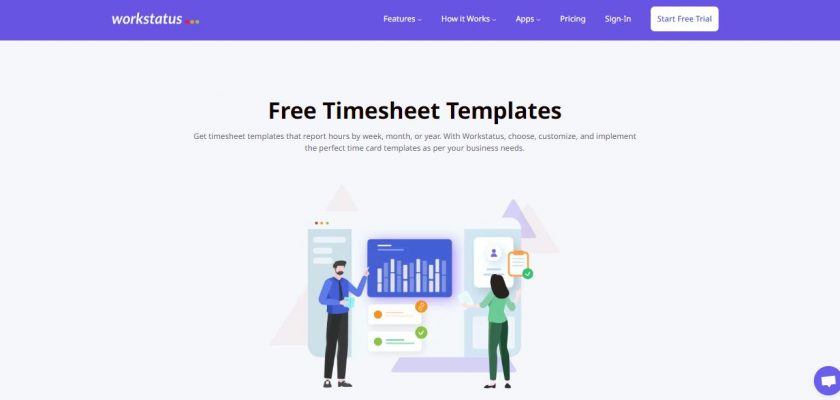 workstatus
Features
How it Works
Apps
Pricing
Sign-In
Start Free Trial
Free Timesheet Templates
Get timesheet templates that report hours by week, month, or year. With Workstatus, choose, customize, and implement
the perfect time card templates as per your business needs.